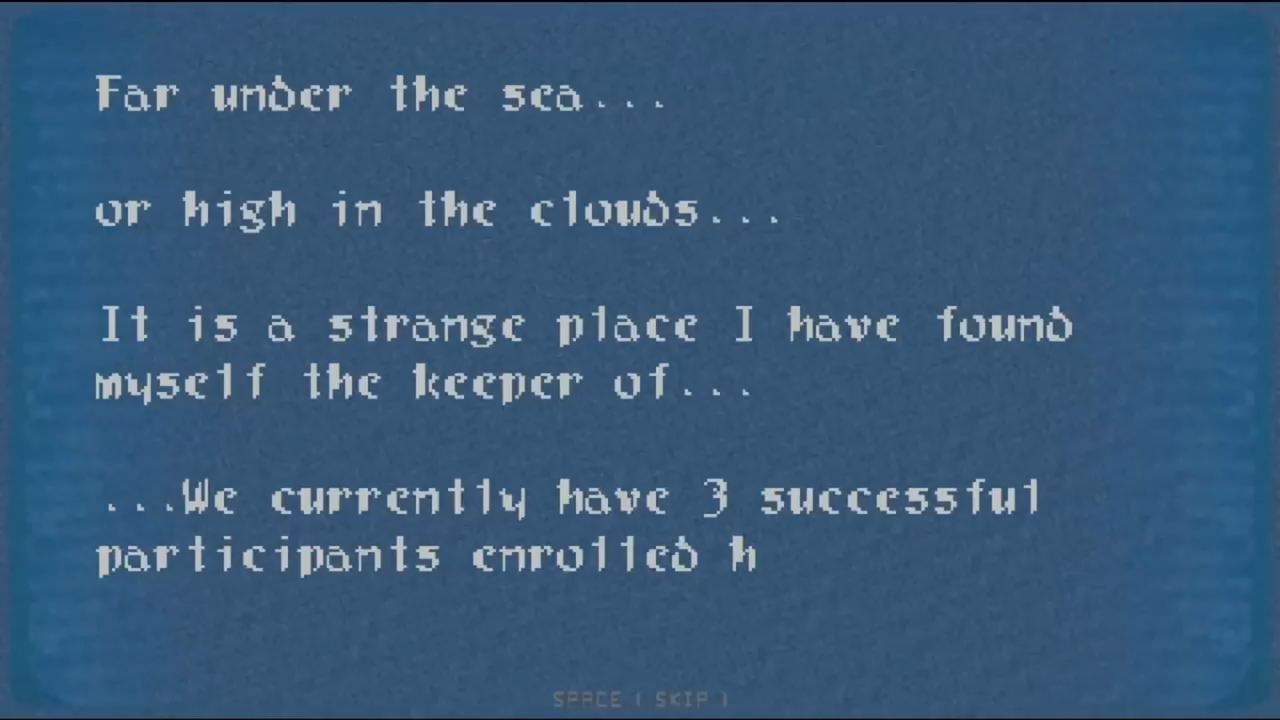 Far under the sea...
or high in the clouds...
It is a strange place I have found
myself the keeper of...
...We currently have 3 successful
participants enrolled h
SPACE ( SKIP )